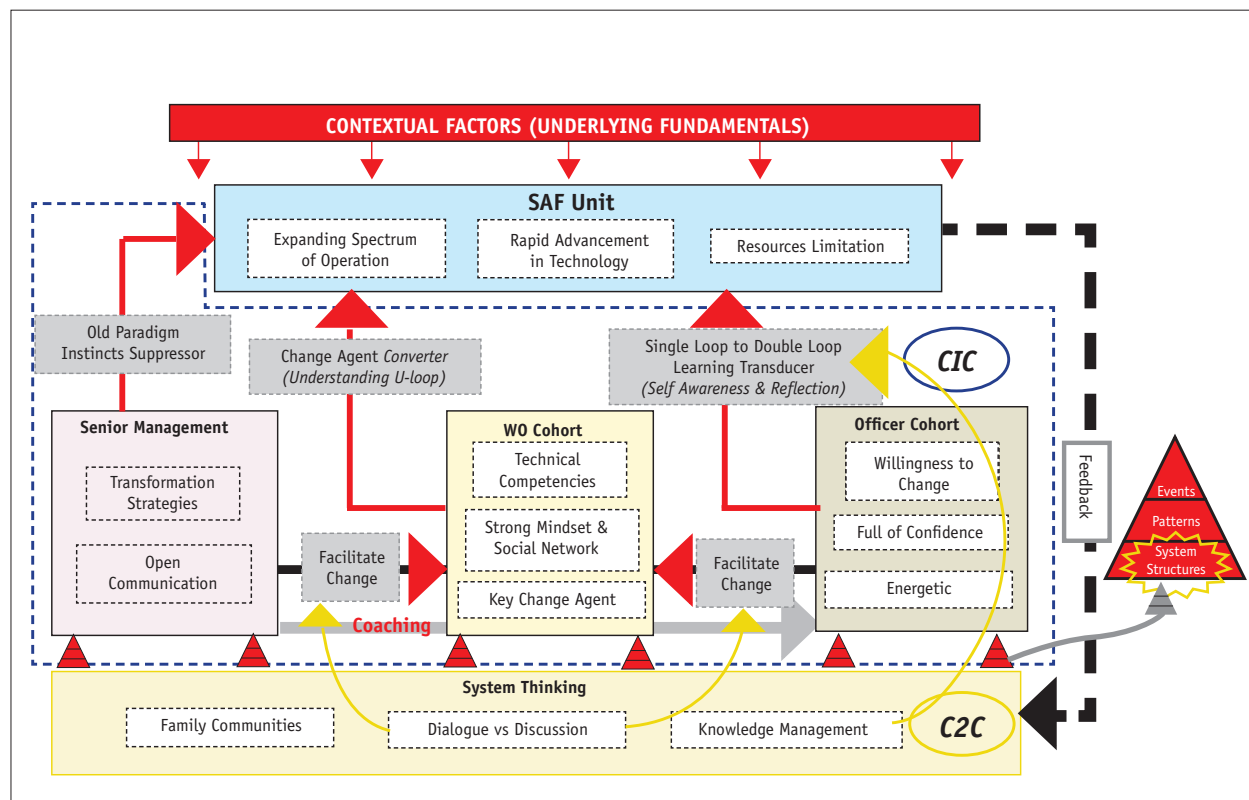 CONTEXTUAL FACTORS (UNDERLYING FUNDAMENTALS)
SAF Unit
Expanding Spectrum
of Operation
Rapid Advancement
in Technology
Resources Limitation
Old Paradigm
Instincts Suppressor
Change Agent Converter
(Understanding U-loop)
Single Loop to Double Loop
Learning Transducer
(Self Awareness & Reflection)
CIC
Senior Management
Transformation
Strategies
Open
Communication
Facilitate
Change
WO Cohort
Technical
Competencies
Strong Mindset &
Social Network
Key Change Agent
Facilitate
Change
Officer Cohort
Willingness to
Change
Full of Confidence
Energetic
Coaching
Feedback
Events
Patterns
System
Structures
System Thinking
Family Communities
Dialogue vs Discussion
Knowledge Management
C2C